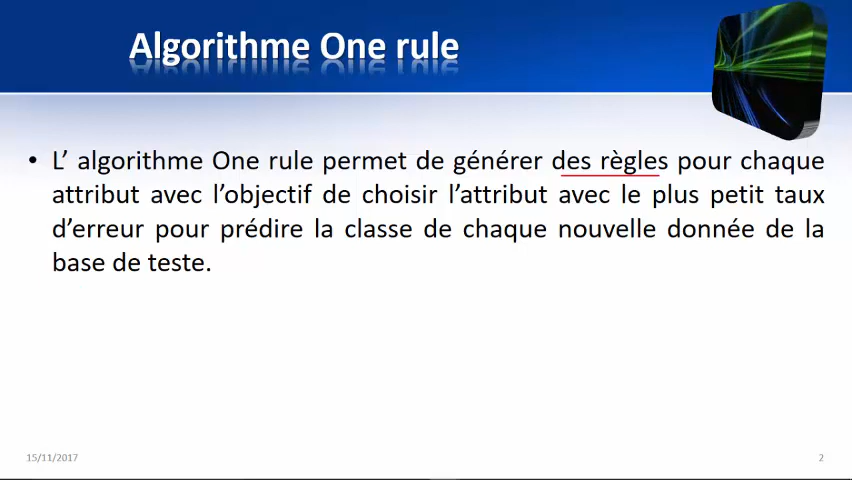 Algorithme One rule
• L’ algorithme One rule permet de générer des règles pour chaque
attribut avec l’objectif de choisir l’attribut avec le plus petit taux
d’erreur pour prédire la classe de chaque nouvelle donnée de la
base de teste.
15/11/2017
2